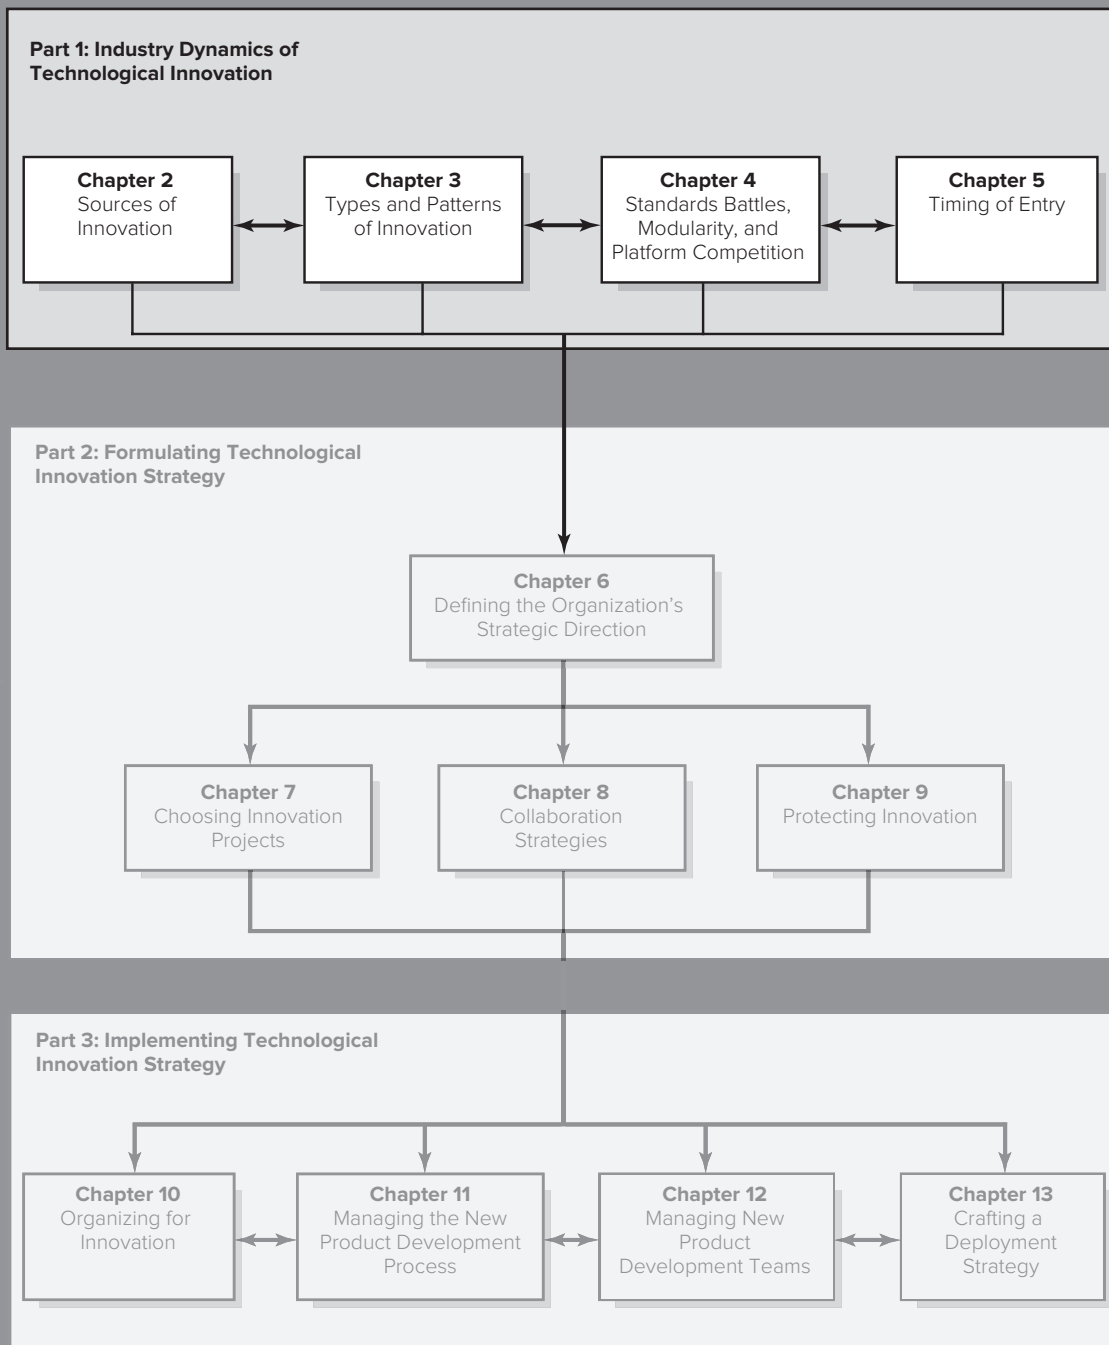 Part 1: Industry Dynamics of
Technological Innovation
Chapter 2
Sources of
Innovation
Chapter 3
Types and Patterns
of Innovation
Chapter 4
Standards Battles,
Modularity, and
Platform Competition
Chapter 5
Timing of Entry
Part 2: Formulating Technological
Innovation Strategy
Chapter 6
Defining the Organization’s
Strategic Direction
Chapter 7
Choosing Innovation
Projects
Chapter 8
Collaboration
Strategies
Chapter 9
Protecting Innovation
Part 3: Implementing Technological
Innovation Strategy
Chapter 10
Organizing for
Innovation
Chapter 11
Managing the New
Product Development
Process
Chapter 12
Managing New
Product
Development Teams
Chapter 13
Crafting a
Deployment
Strategy